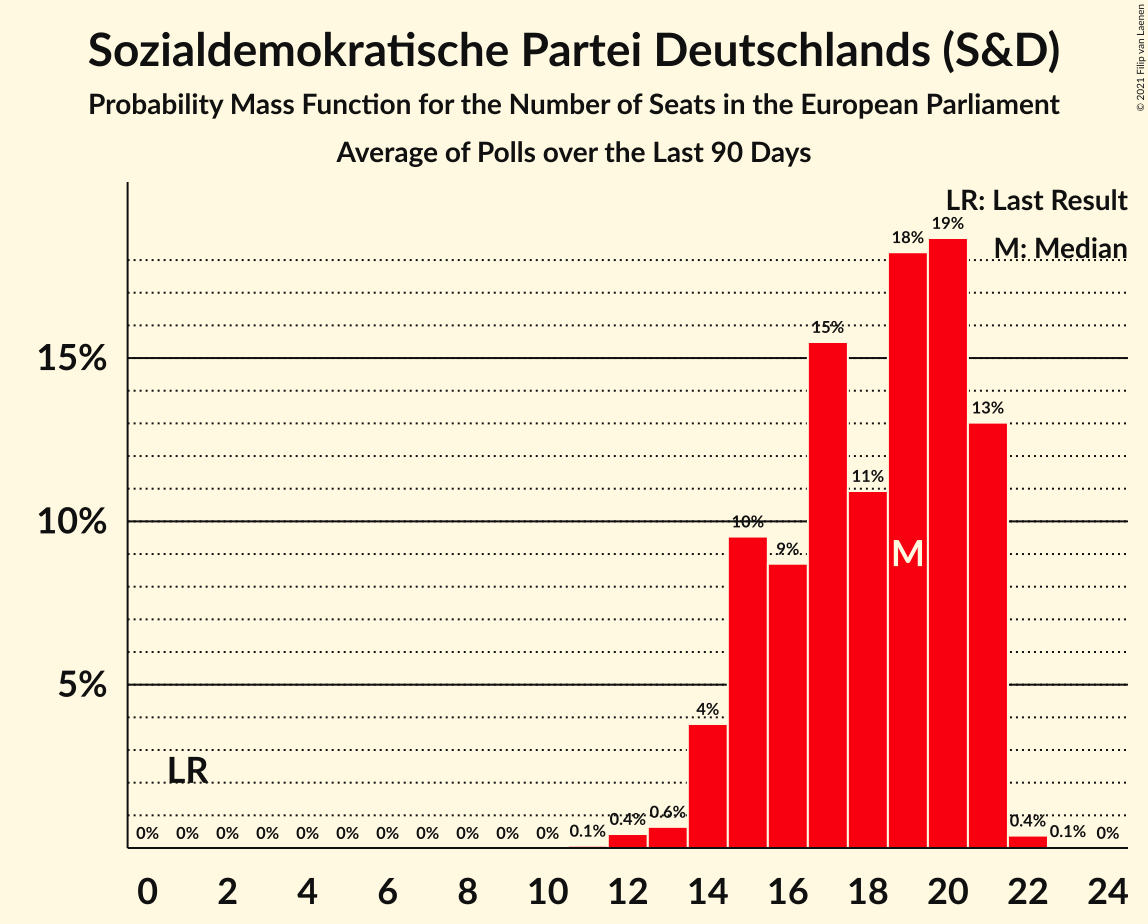 © 2021 Filip van Laenen
Sozialdemokratische Partei Deutschlands (S&D)
Probability Mass Function for the Number of Seats in the European Parliament
Average of Polls over the Last 90 Days
LR: Last Result
M: Median
19%
18%
15%
15%
13%
11%
10%
10%
9%
M
5%
4%
LR
0% 0% 0% 0% 0% 0% 0% 0% 0% 0% 0% 0.1% 0.4% 0.6% 0.4% 0.1% 0%
0 2 4 6 8 10 12 14 16 18 20 22 24